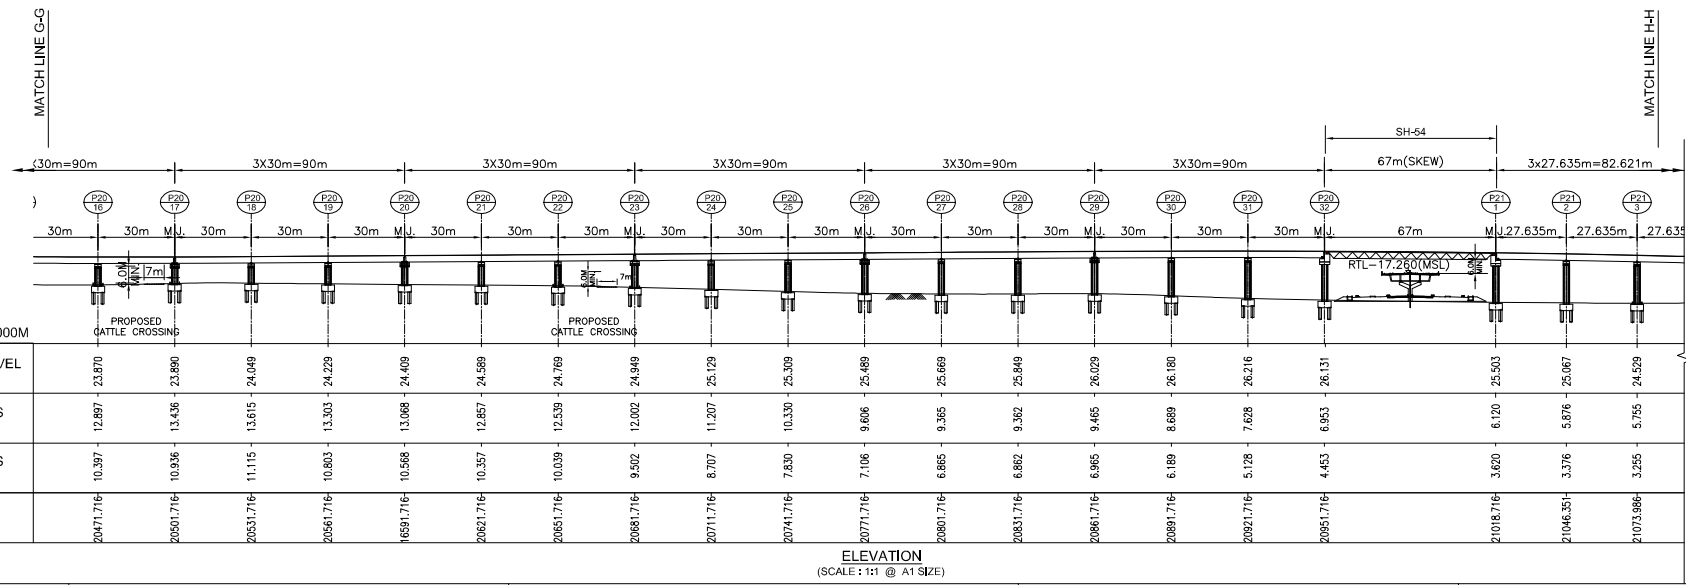 MATCH LINE G-G
MATCH LINE H-H
SH-54
X30m=90m 3X30m=90m 3X30m=90m 3X30m=90m 3X30m=90m 67m(SKEW) 3x27.635m=82.621m
P20 16 P20 17 P20 18 P20 19 P20 20 P20 21 P20 22 P20 23 P20 24 P20 25 P20 26 P20 27 P20 28 P20 29 P20 30 P20 31 P20 32 P21 1 P21 2 P21 3
30m 30m M.J. 30m 30m 30m M.J. 30m 30m 30m M.J. 30m 30m 30m M.J. 30m 30m 30m M.J. 30m 30m 30m M.J. 67m M.J. 27.635m 27.635m 27.635
6.0M MIN 7m 6.0M MIN 7m RTL-17.260(MSL) 6.0M MIN
PROPOSED CATTLE CROSSING
PROPOSED CATTLE CROSSING
000M
VEL 23.870 23.890 24.049 24.229 24.409 24.589 24.769 24.949 25.129 25.309 25.489 25.669 25.849 26.029 26.180 26.216 26.131 25.503 25.067 24.529
S 12.897 13.436 13.615 13.303 13.068 12.857 12.539 12.002 11.207 10.330 9.606 9.365 9.362 9.465 8.689 7.628 6.953 6.120 5.876 5.755
S 10.397 10.936 11.115 10.803 10.568 10.357 10.039 9.502 8.707 7.830 7.106 6.865 6.862 6.965 6.189 5.128 4.453 3.620 3.376 3.255
20471.716 20501.716 20531.716 20561.716 16591.716 20621.716 20651.716 20681.716 20711.716 20741.716 20771.716 20801.716 20831.716 20861.716 20891.716 20921.716 20951.716 21018.716 21046.351 21073.986
ELEVATION
(SCALE : 1:1 @ A1 SIZE)